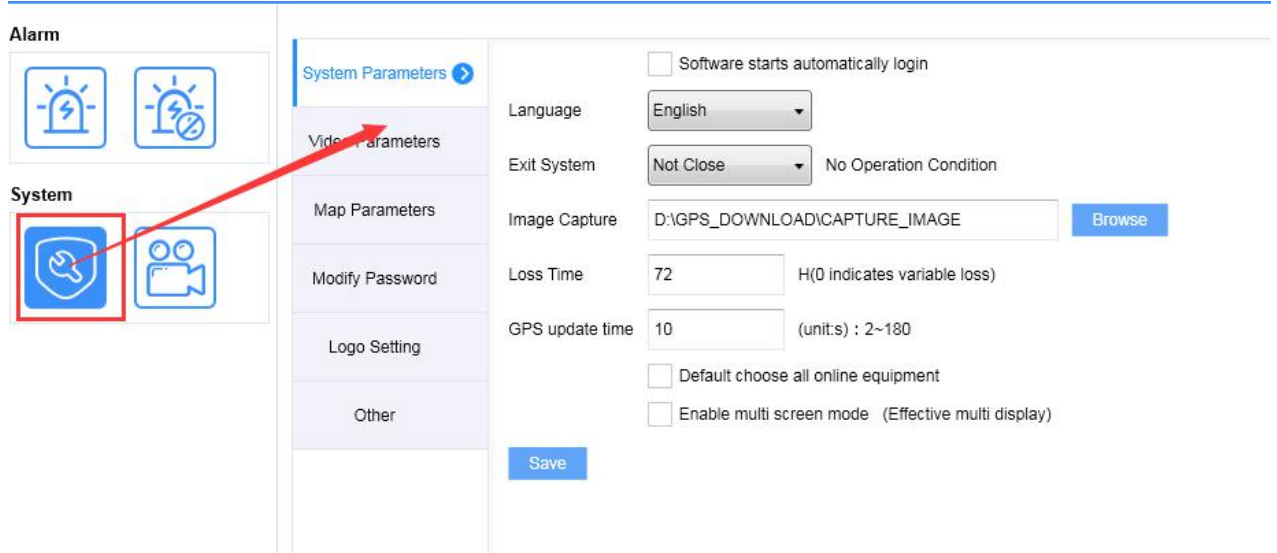 Alarm
System
System Parameters
Video Parameters
Map Parameters
Modify Password
Logo Setting
Other
Software starts automatically login
Language English
Exit System Not Close No Operation Condition
Image Capture D:\GPS_DOWNLOAD\CAPTURE_IMAGE Browse
Loss Time 72 H(0 indicates variable loss)
GPS update time 10 (unit:s) : 2~180
Default choose all online equipment
Enable multi screen mode (Effective multi display)
Save